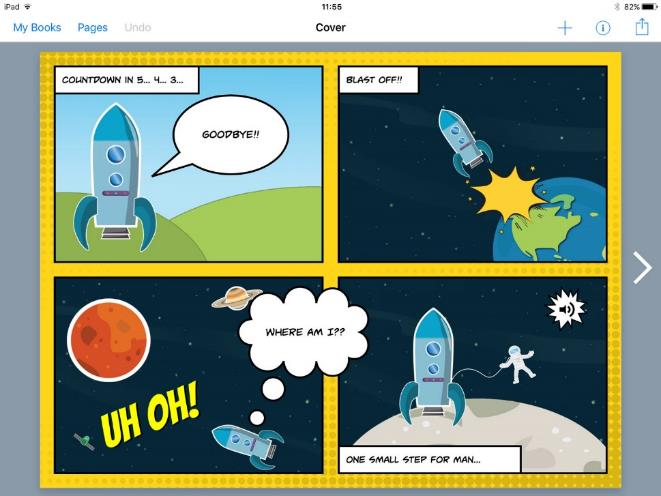 iPad
11:55
82%
My Books
Pages
Undo
Cover
COUNTDOWN IN 5... 4... 3...
GOODBYE!!
BLAST OFF!!
WHERE AM I??
UH OH!
ONE SMALL STEP FOR MAN...